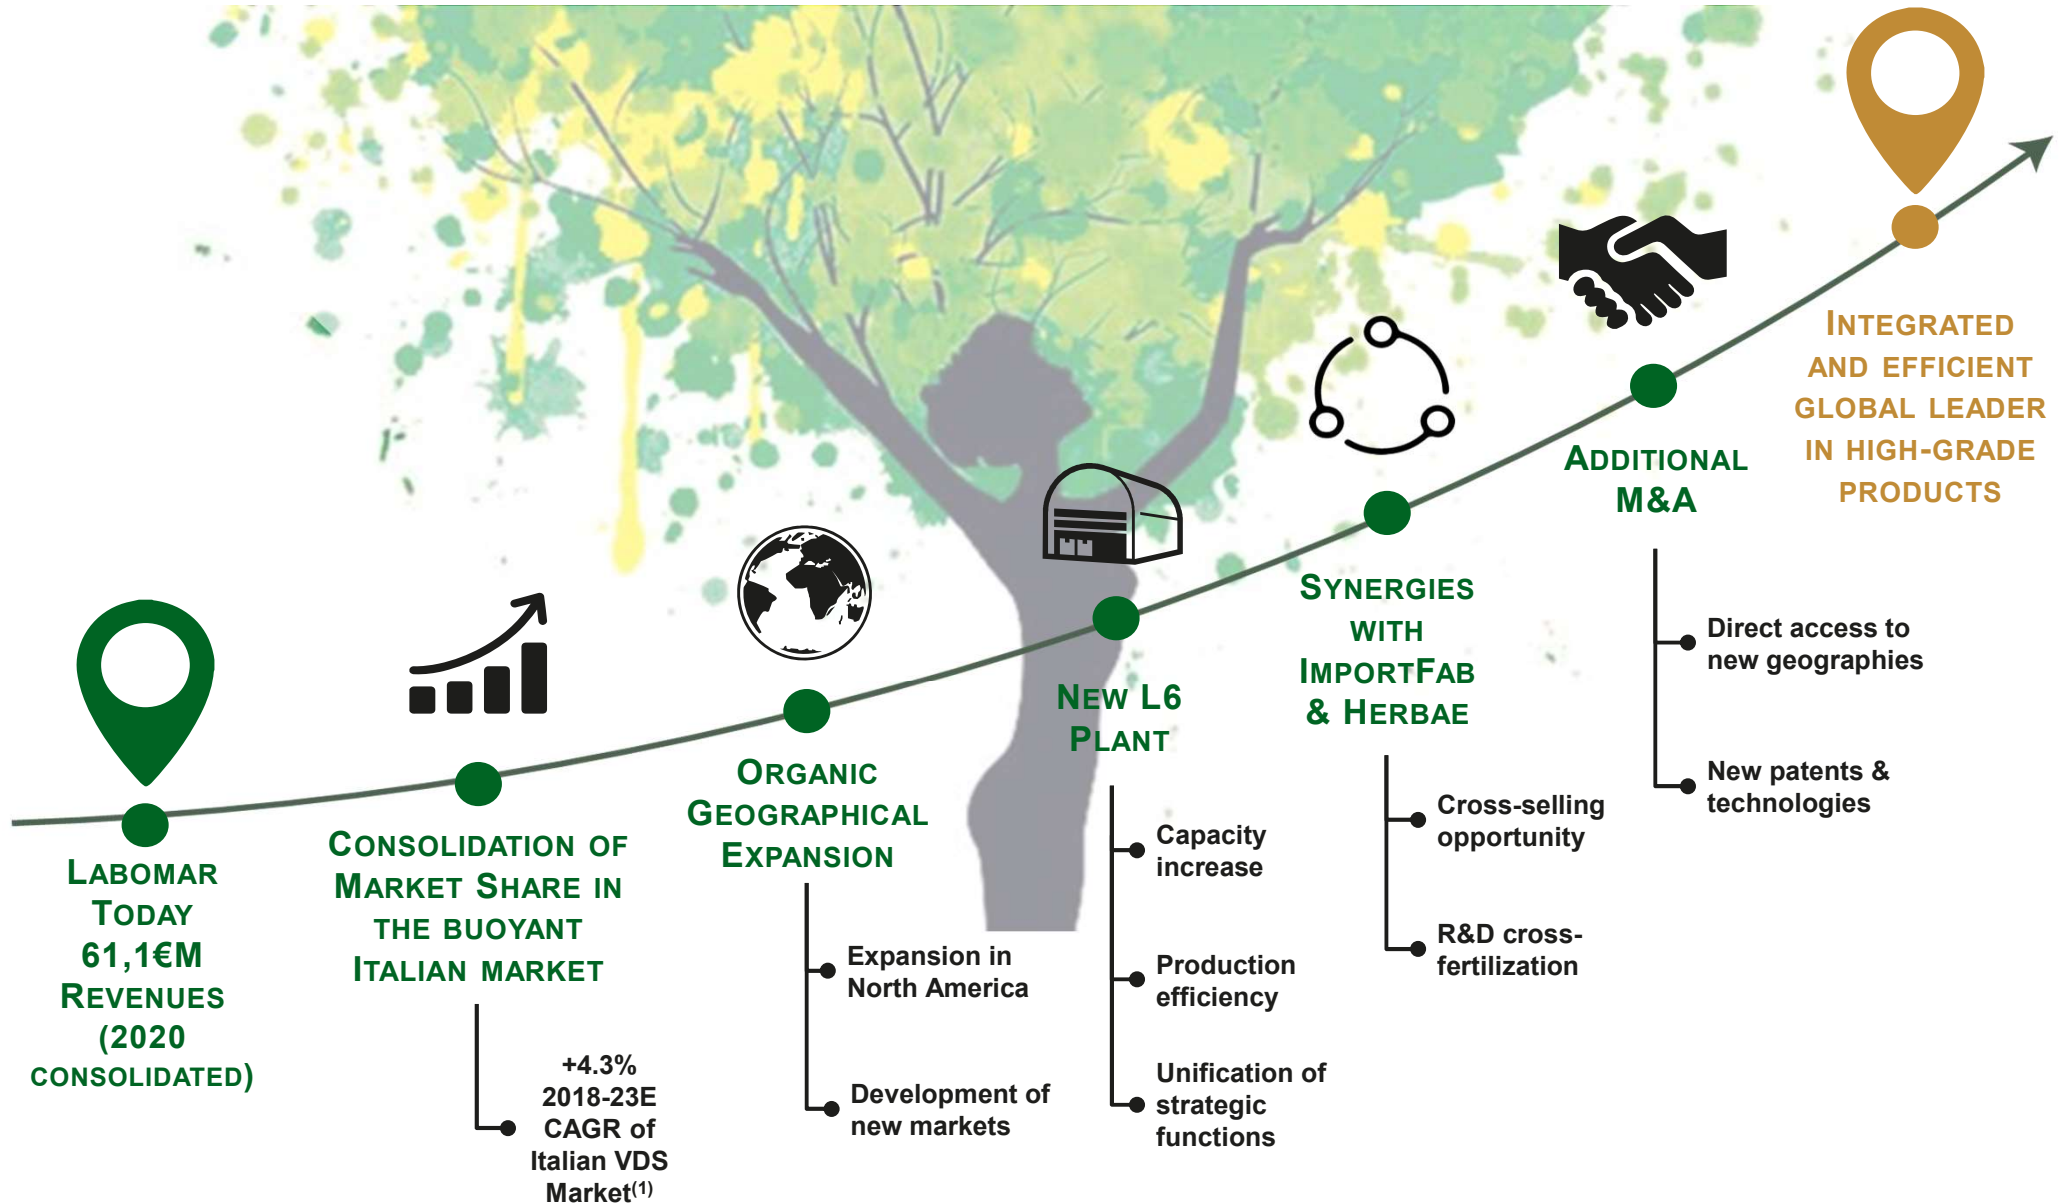 LABOMAR
TODAY
61,1€M
REVENUES
(2020
CONSOLIDATED)
CONSOLIDATION OF
MARKET SHARE IN
THE BUOYANT
ITALIAN MARKET
+4.3%
2018-23E
CAGR of
Italian VDS
Market(1)
ORGANIC
GEOGRAPHICAL
EXPANSION
Expansion in
North America
Development of
new markets
NEW L6
PLANT
Capacity
increase
Production
efficiency
Unification of
strategic
functions
SYNERGIES
WITH
IMPORTFAB
& HERBAE
Cross-selling
opportunity
R&D cross-
fertilization
ADDITIONAL
M&A
Direct access to
new geographies
New patents &
technologies
INTEGRATED
AND EFFICIENT
GLOBAL LEADER
IN HIGH-GRADE
PRODUCTS